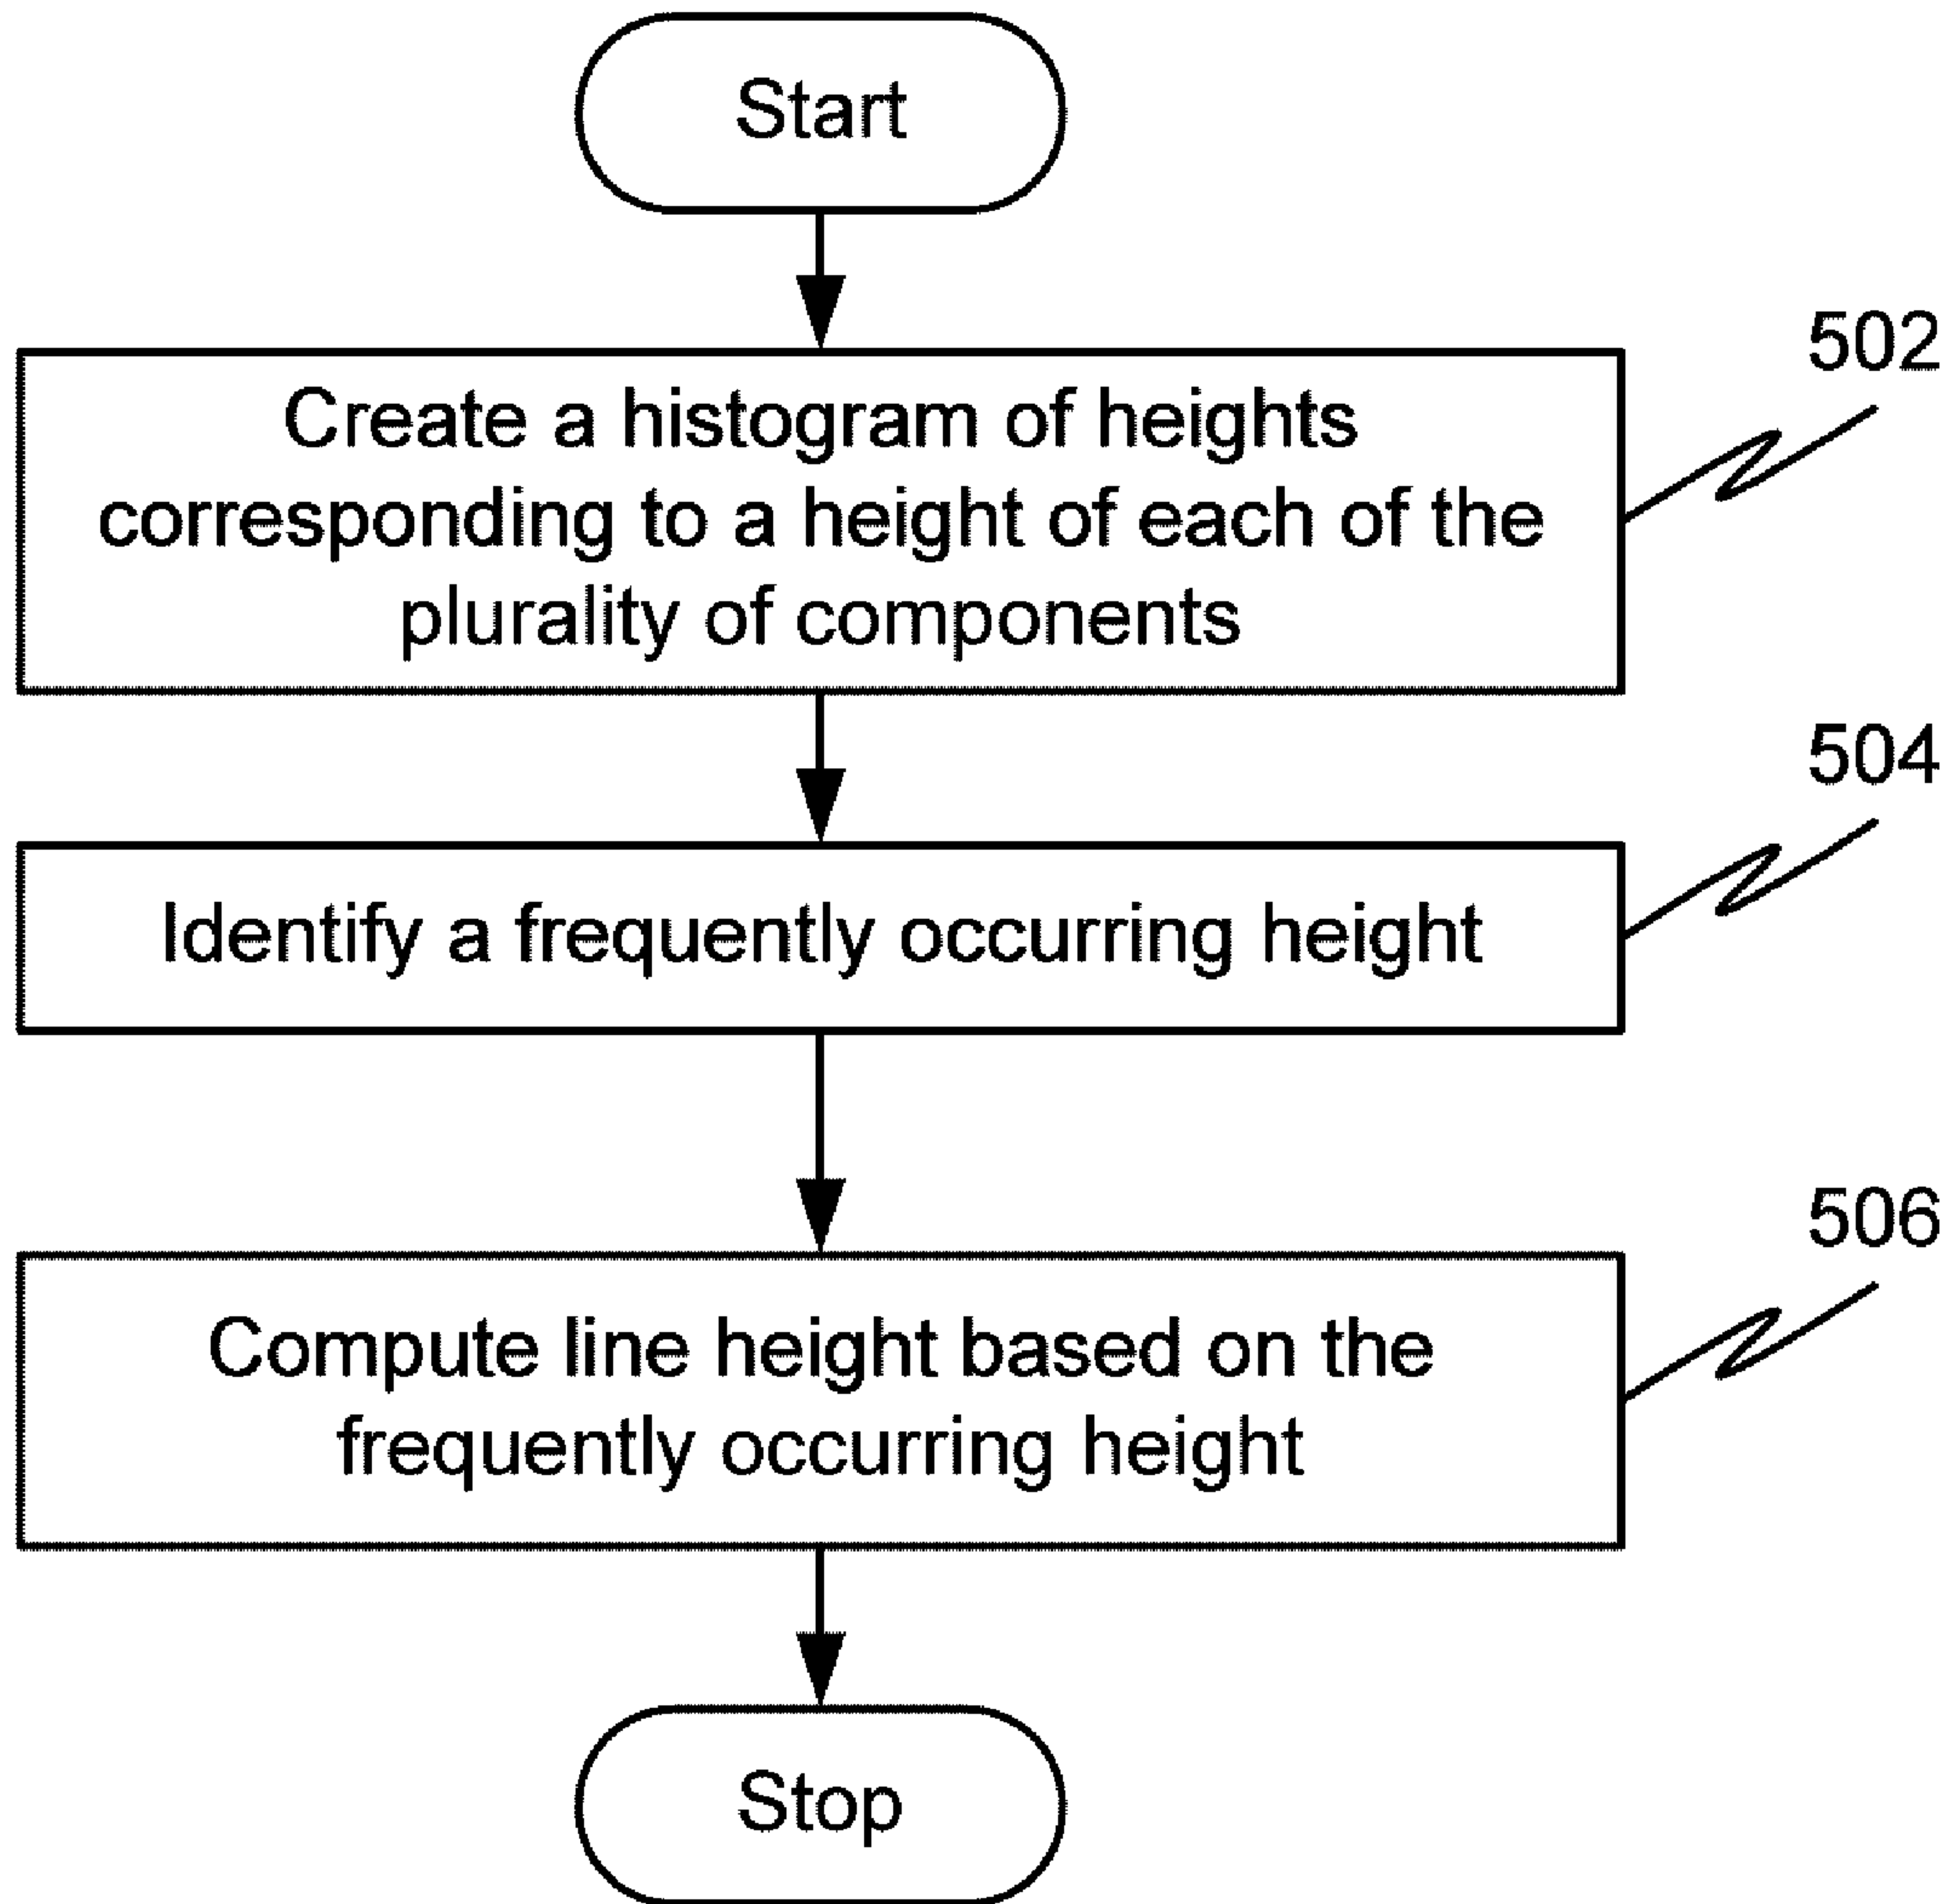 Start
502
Create a histogram of heights
corresponding to a height of each of the
plurality of components
504
Identify a frequently occurring height
506
Compute line height based on the
frequently occurring height
Stop